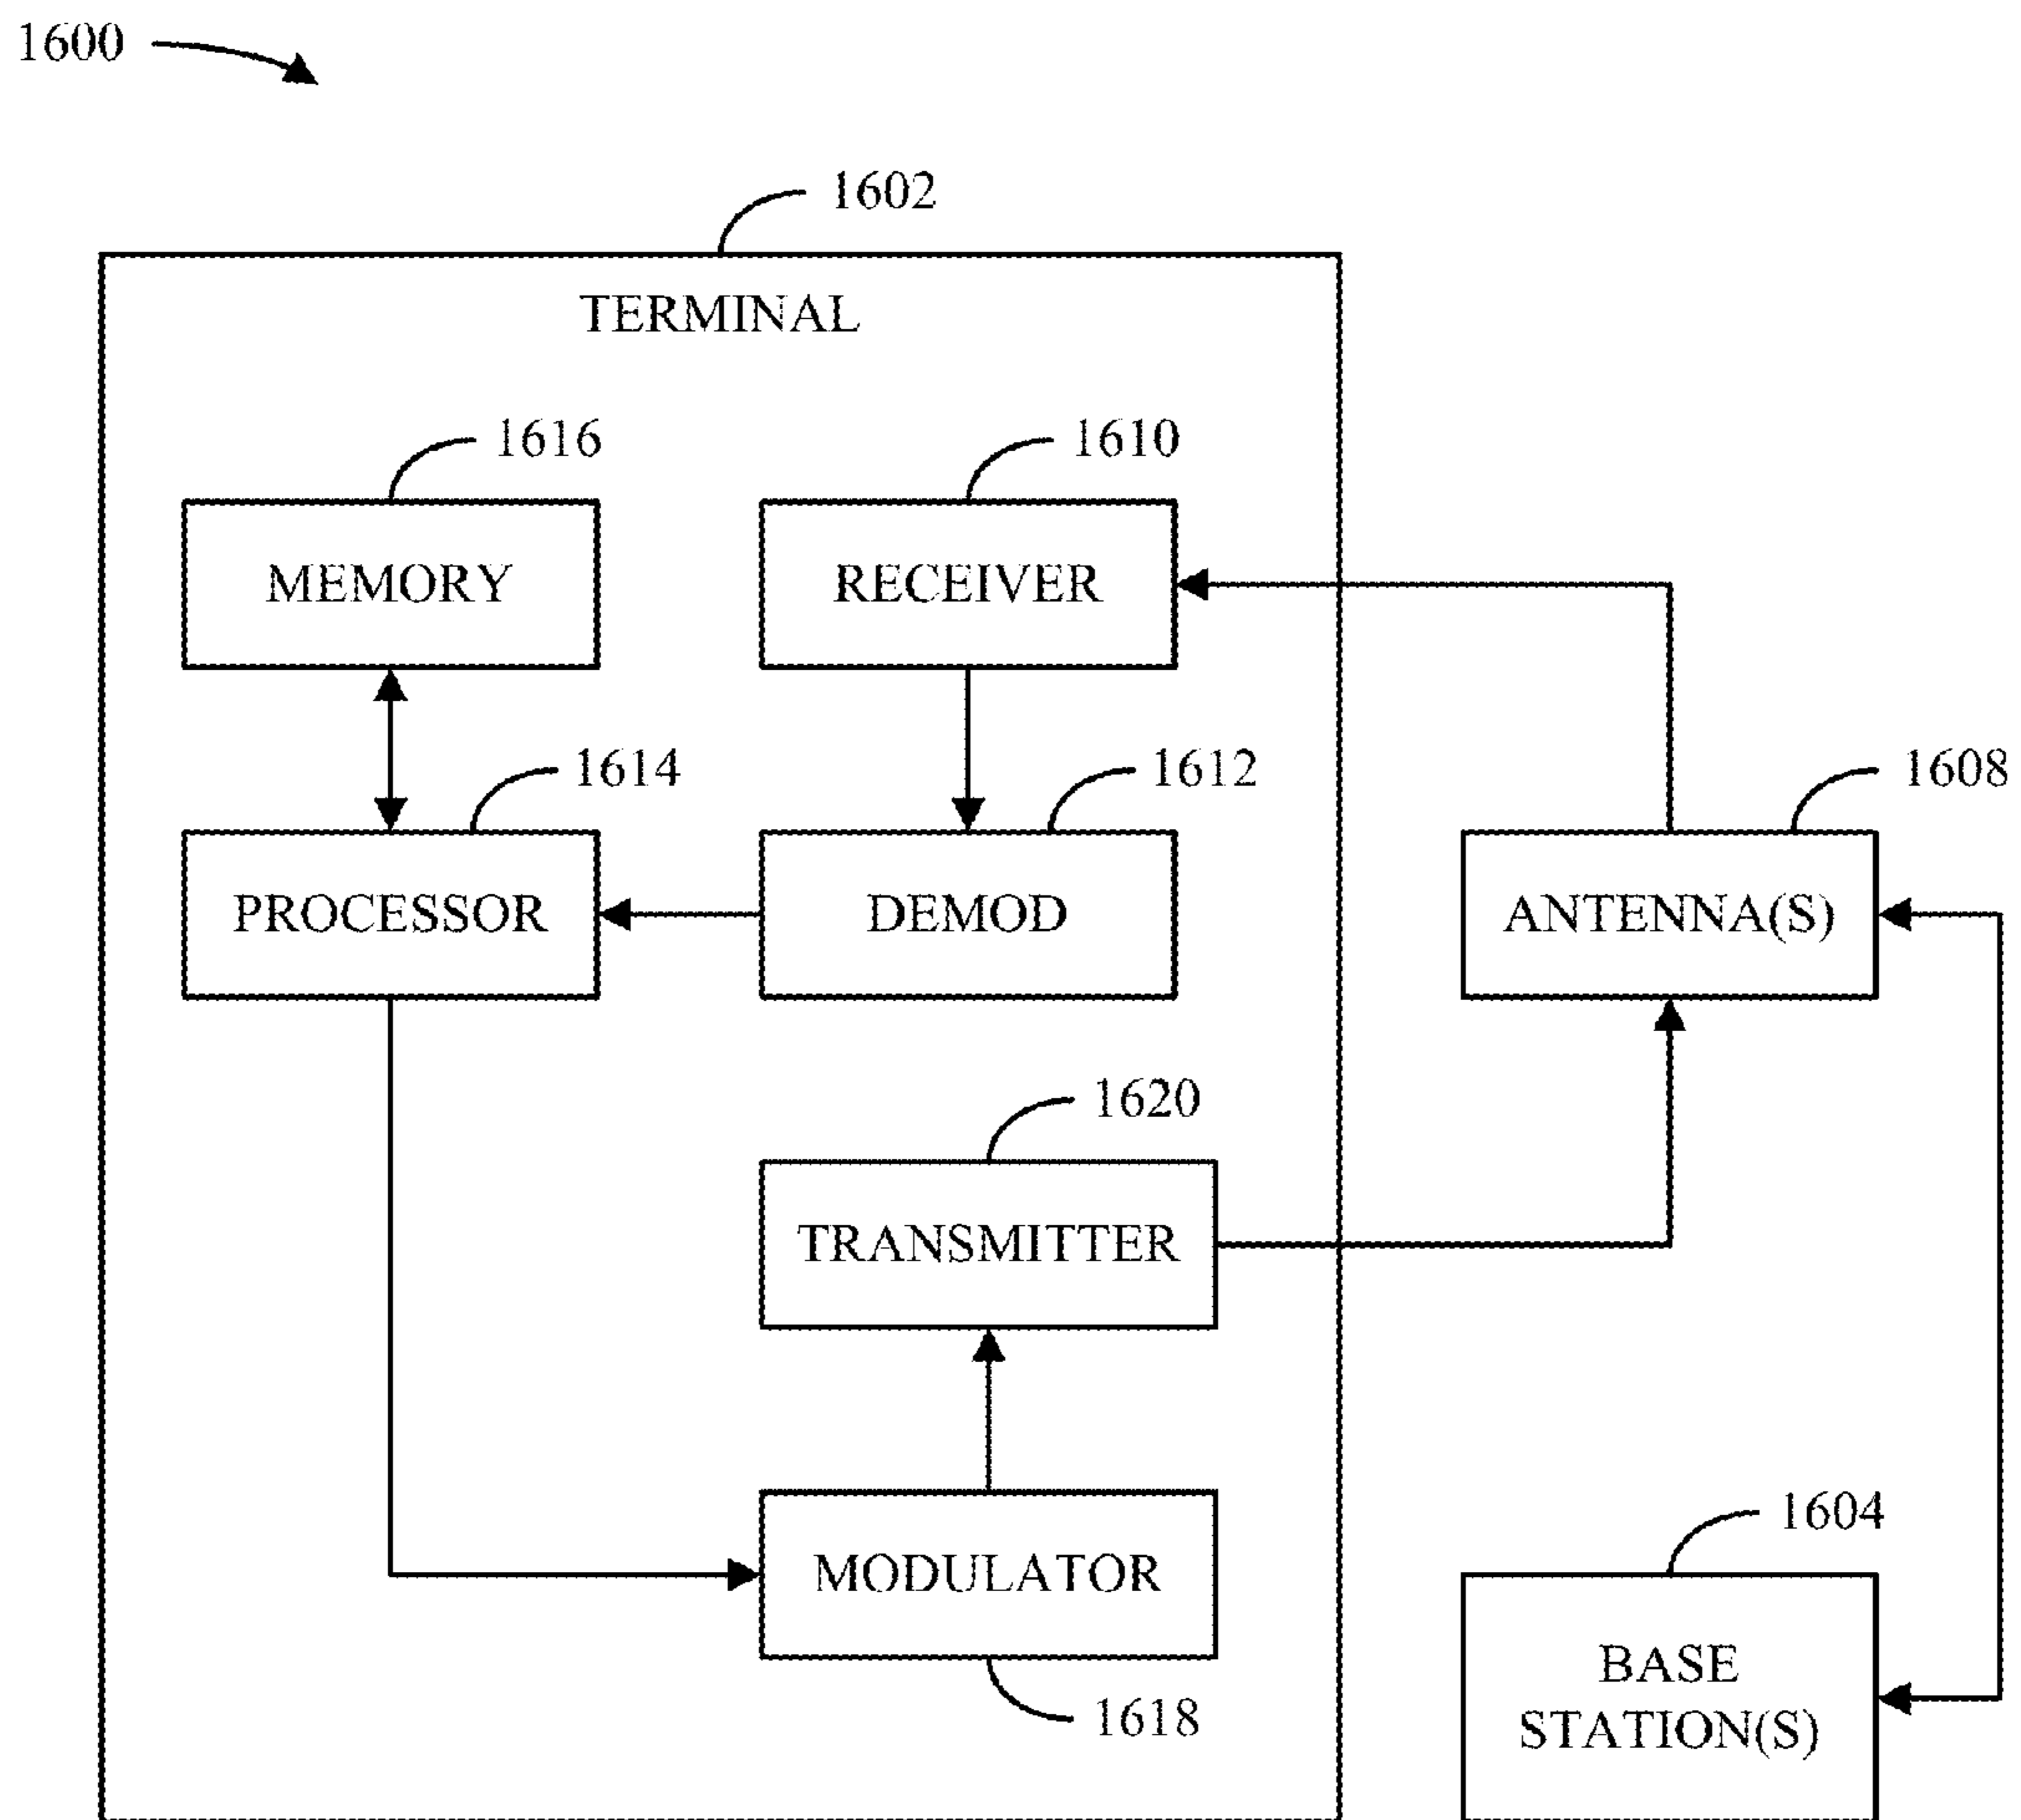 1600
1602
TERMINAL
1616
1610
MEMORY
RECEIVER
1614
1612
1608
PROCESSOR
DEMOD
ANTENNA(S)
1620
TRANSMITTER
1604
MODULATOR
BASE
STATION(S)
1618